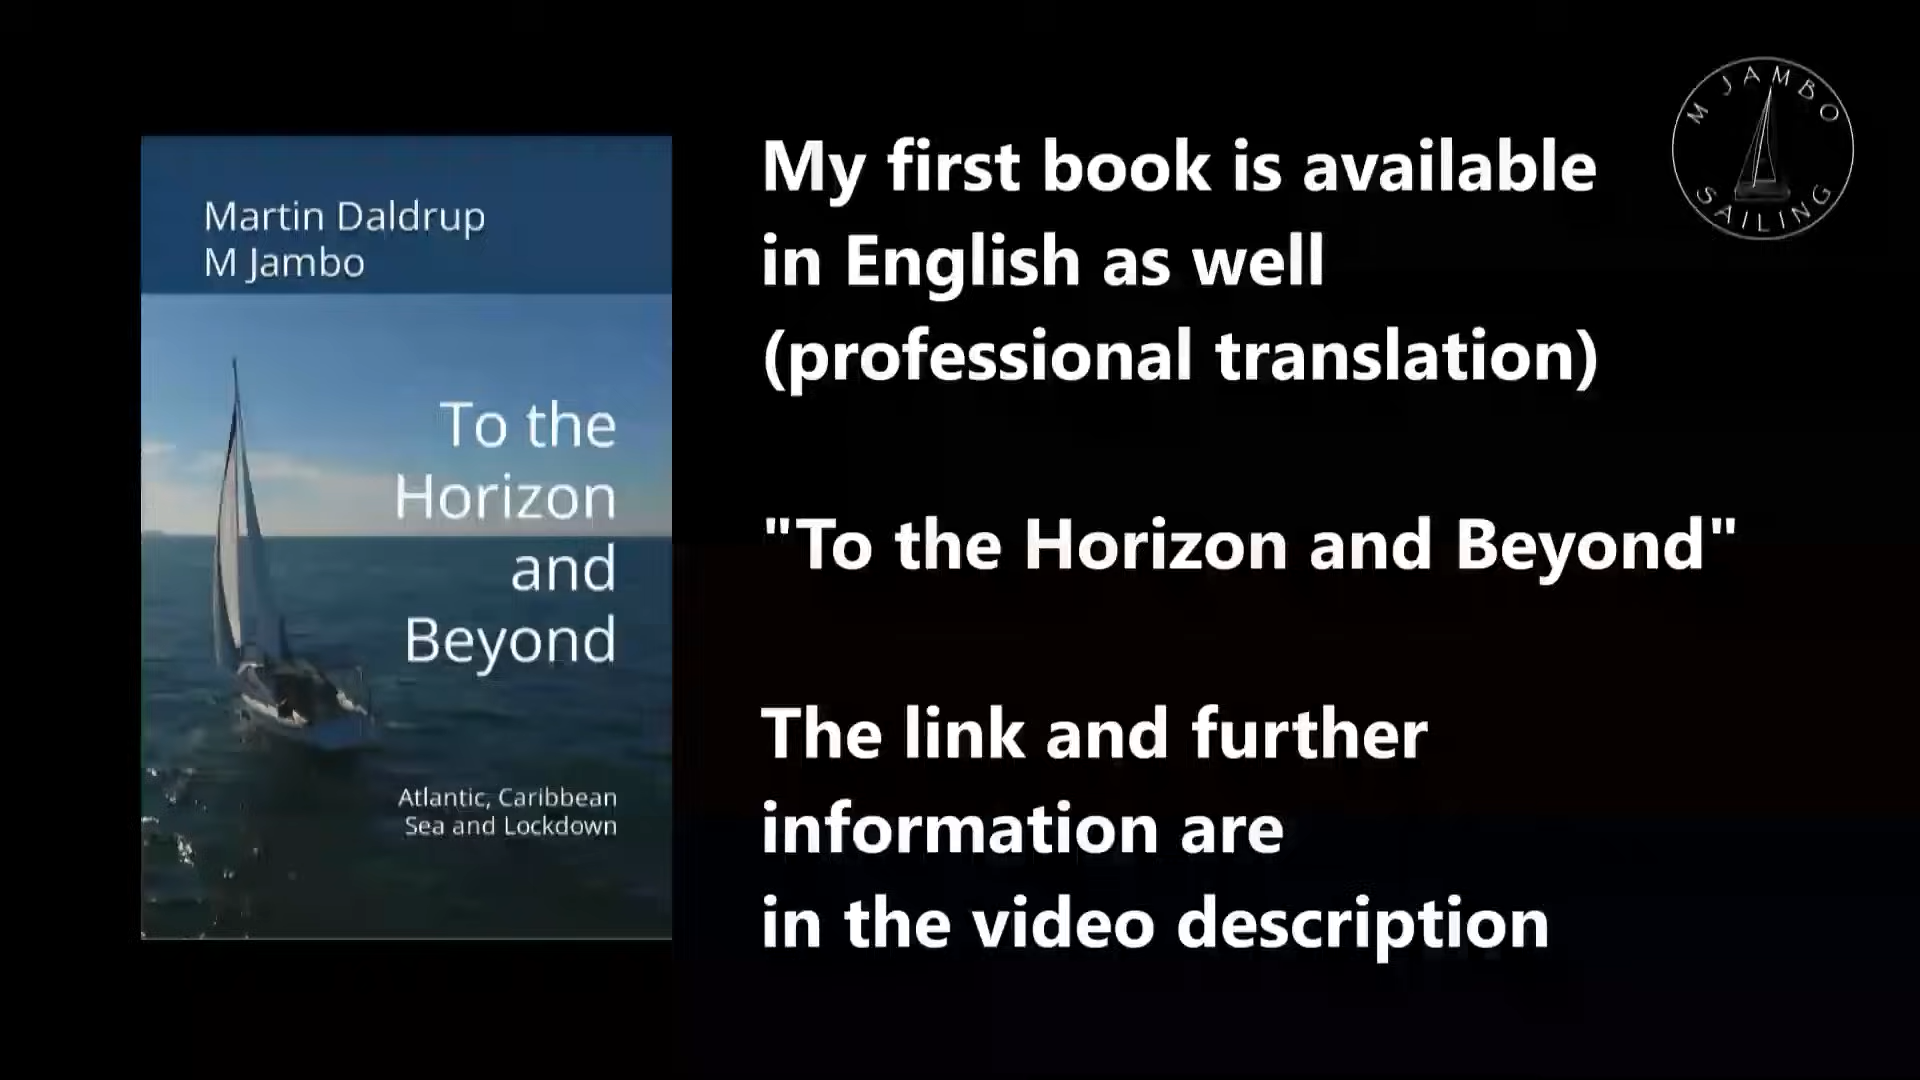 Martin Daldrup
M Jambo
To the
Horizon
and
Beyond
Atlantic, Caribbean
Sea and Lockdown
My first book is available
in English as well
(professional translation)
"To the Horizon and Beyond"
The link and further
information are
in the video description
M JAMBO
SAILING